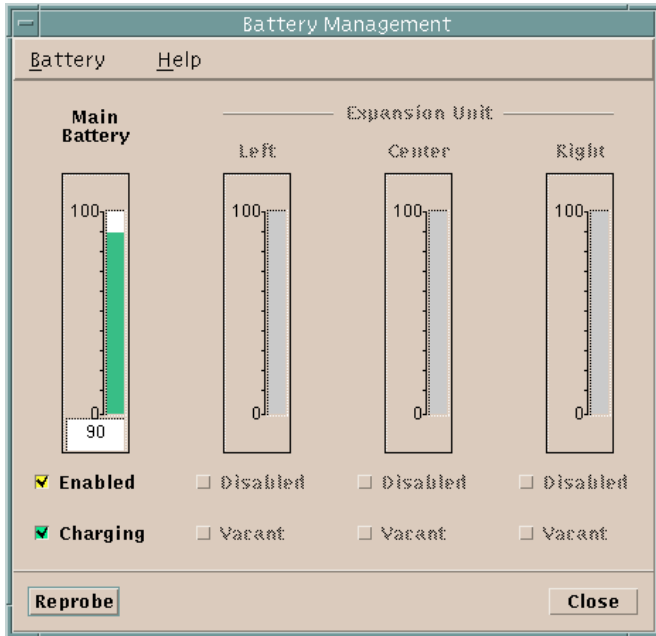 Battery Management
Battery Help
Main Battery
Expansion Unit
Left Center Right
100 100 100 100
0 0 0 0
90
Enabled Disabled Disabled Disabled
Charging Vacant Vacant Vacant
Reprobe Close